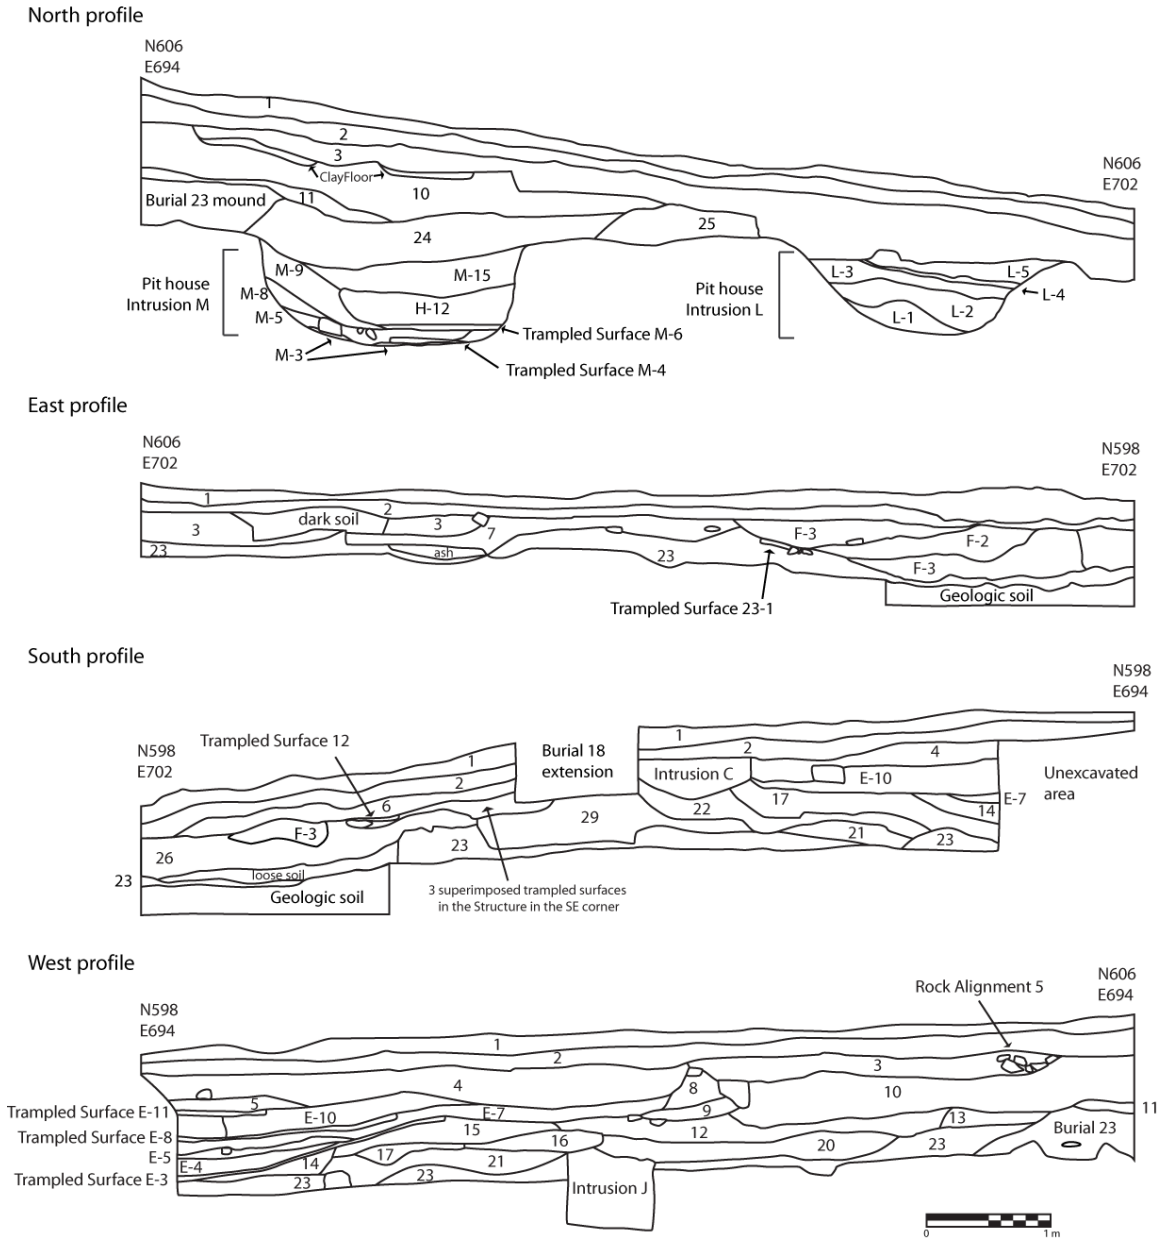 North profile
N606
E694
1
2
3
ClayFloor
10
11
Burial 23 mound
24
25
N606
E702
Pit house
Intrusion M
M-9
M-15
M-8
H-12
M-5
M-3
Trampled Surface M-6
Trampled Surface M-4
Pit house
Intrusion L
L-3
L-5
L-4
L-1
L-2
East profile
N606
E702
N598
E702
1
2
3
dark soil
3
7
23
ash
23
F-3
F-2
F-3
Trampled Surface 23-1
Geologic soil
South profile
N598
E694
N598
E702
Trampled Surface 12
1
2
6
F-3
26
23
loose soil
Geologic soil
23
3 superimposed trampled surfaces
in the Structure in the SE corner
Burial 18
extension
29
1
2
4
Intrusion C
E-10
Unexcavated
area
22
17
E-7
14
21
23
West profile
N598
E694
N606
E694
Rock Alignment 5
1
2
3
4
5
8
10
Trampled Surface E-11
E-10
E-7
9
13
11
Trampled Surface E-8
15
12
Burial 23
E-5
16
20
23
E-4
14
17
21
Trampled Surface E-3
23
23
Intrusion J
0
1 m